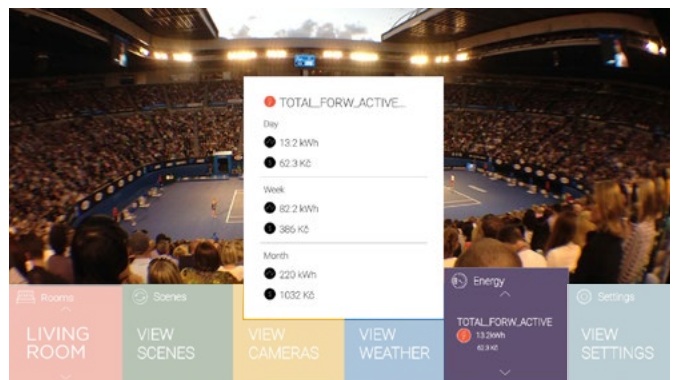 TOTAL_FORW_ACTIVE...
Day
13.2 kWh
62.3 Kč
Week
82.2 kWh
386 Kč
Month
220 kWh
1032 Kč
Rooms
LIVING
ROOM
Scenes
VIEW
SCENES
VIEW
CAMERAS
VIEW
WEATHER
Energy
TOTAL_FORW_ACTIVE
13.2kWh
62.3 Kč
Settings
VIEW
SETTINGS